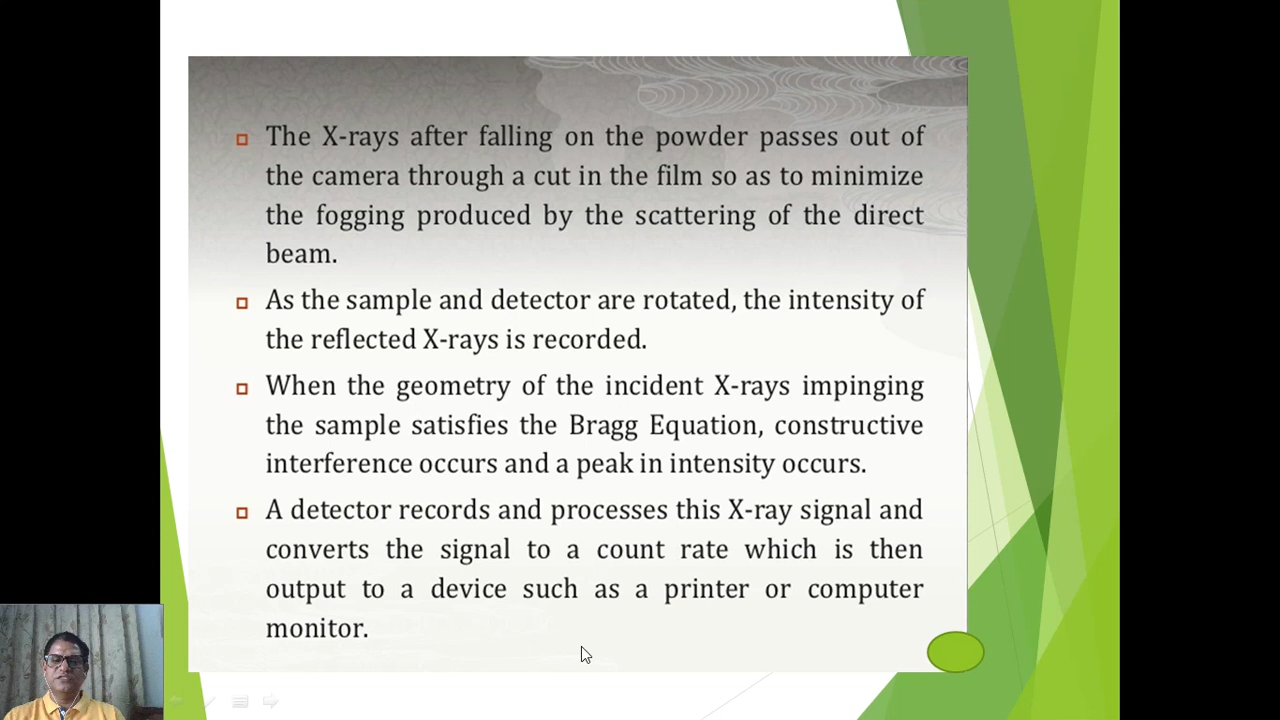 The X-rays after falling on the powder passes out of
the camera through a cut in the film so as to minimize
the fogging produced by the scattering of the direct
beam.
As the sample and detector are rotated, the intensity of
the reflected X-rays is recorded.
When the geometry of the incident X-rays impinging
the sample satisfies the Bragg Equation, constructive
interference occurs and a peak in intensity occurs.
A detector records and processes this X-ray signal and
converts the signal to a count rate which is then
output to a device such as a printer or computer
monitor.